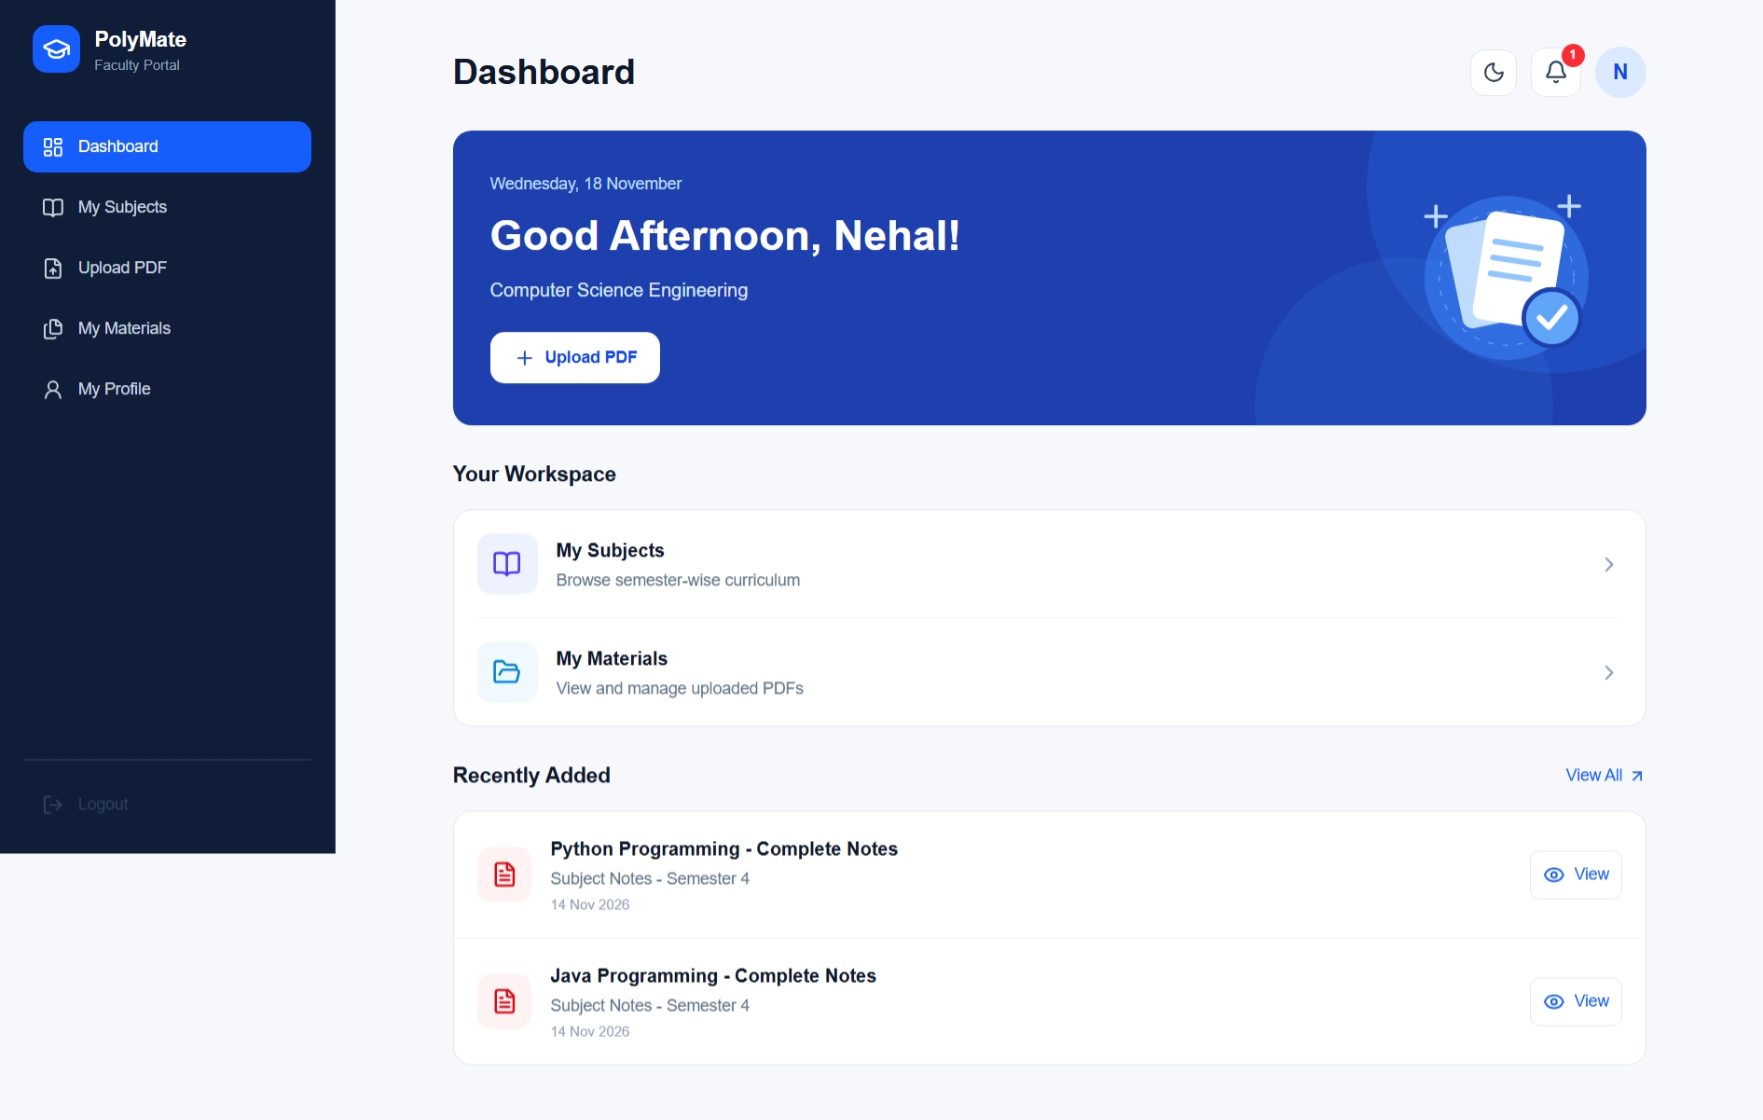 PolyMate
Faculty Portal
Dashboard
My Subjects
Upload PDF
My Materials
My Profile
Logout
Dashboard
1
N
Wednesday, 18 November
Good Afternoon, Nehal!
Computer Science Engineering
Upload PDF
Your Workspace
My Subjects
Browse semester-wise curriculum
My Materials
View and manage uploaded PDFs
Recently Added
View All
Python Programming - Complete Notes
Subject Notes - Semester 4
14 Nov 2026
View
Java Programming - Complete Notes
Subject Notes - Semester 4
14 Nov 2026
View